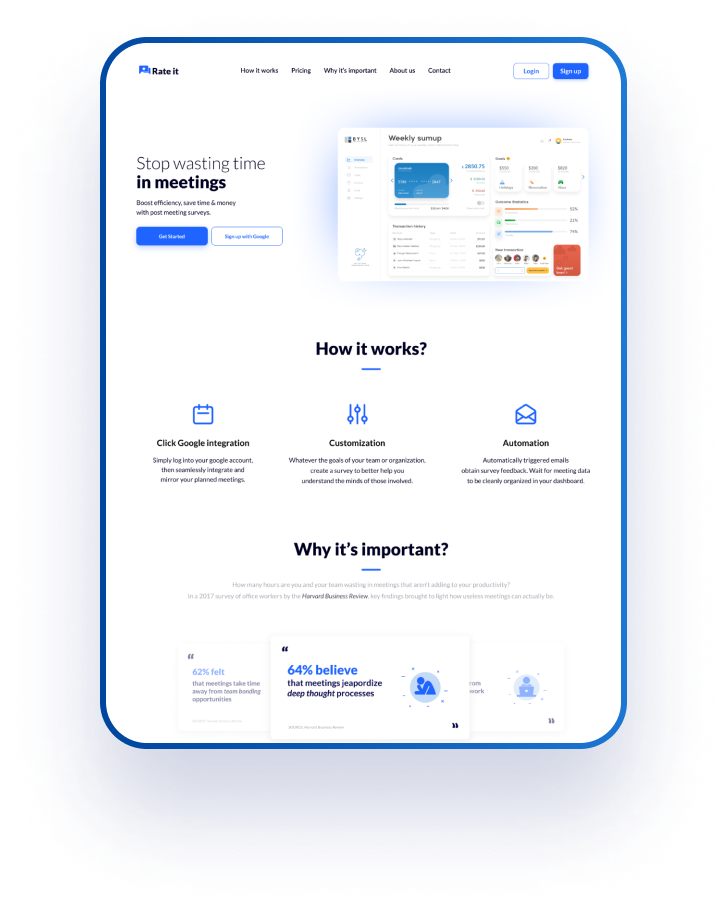 Rate it
How it works Pricing Why it's important About us Contact
Login Sign up
Stop wasting time
in meetings
Boost efficiency, save time & money
with post meeting surveys.
Get Started Sign up with Google
BYSL
Weekly sumup
Cards
2850.75
Goals
$550 $200 $820
Holidays Renovation Xbox
Outcome Statistics
52%
21%
74%
Transaction history
New transaction
How it works?
Click Google integration
Simply log into your google account,
then seamlessly integrate and
mirror your planned meetings.
Customization
Whatever the goals of your team or organization,
create a survey to better help you
understand the minds of those involved.
Automation
Automatically triggered emails
obtain survey feedback. Wait for meeting data
to be cleanly organized in your dashboard.
Why it's important?
How many hours are you and your team wasting in meetings that aren't adding to your productivity?
In a 2017 survey of office workers by the Harvard Business Review, key findings brought to light how useless meetings can actually be.
“
62% felt
that meetings take time
away from team bonding
opportunities
“
64% believe
that meetings jeapordize
deep thought processes
SOURCE: Harvard Business Review
”
rom
work
”